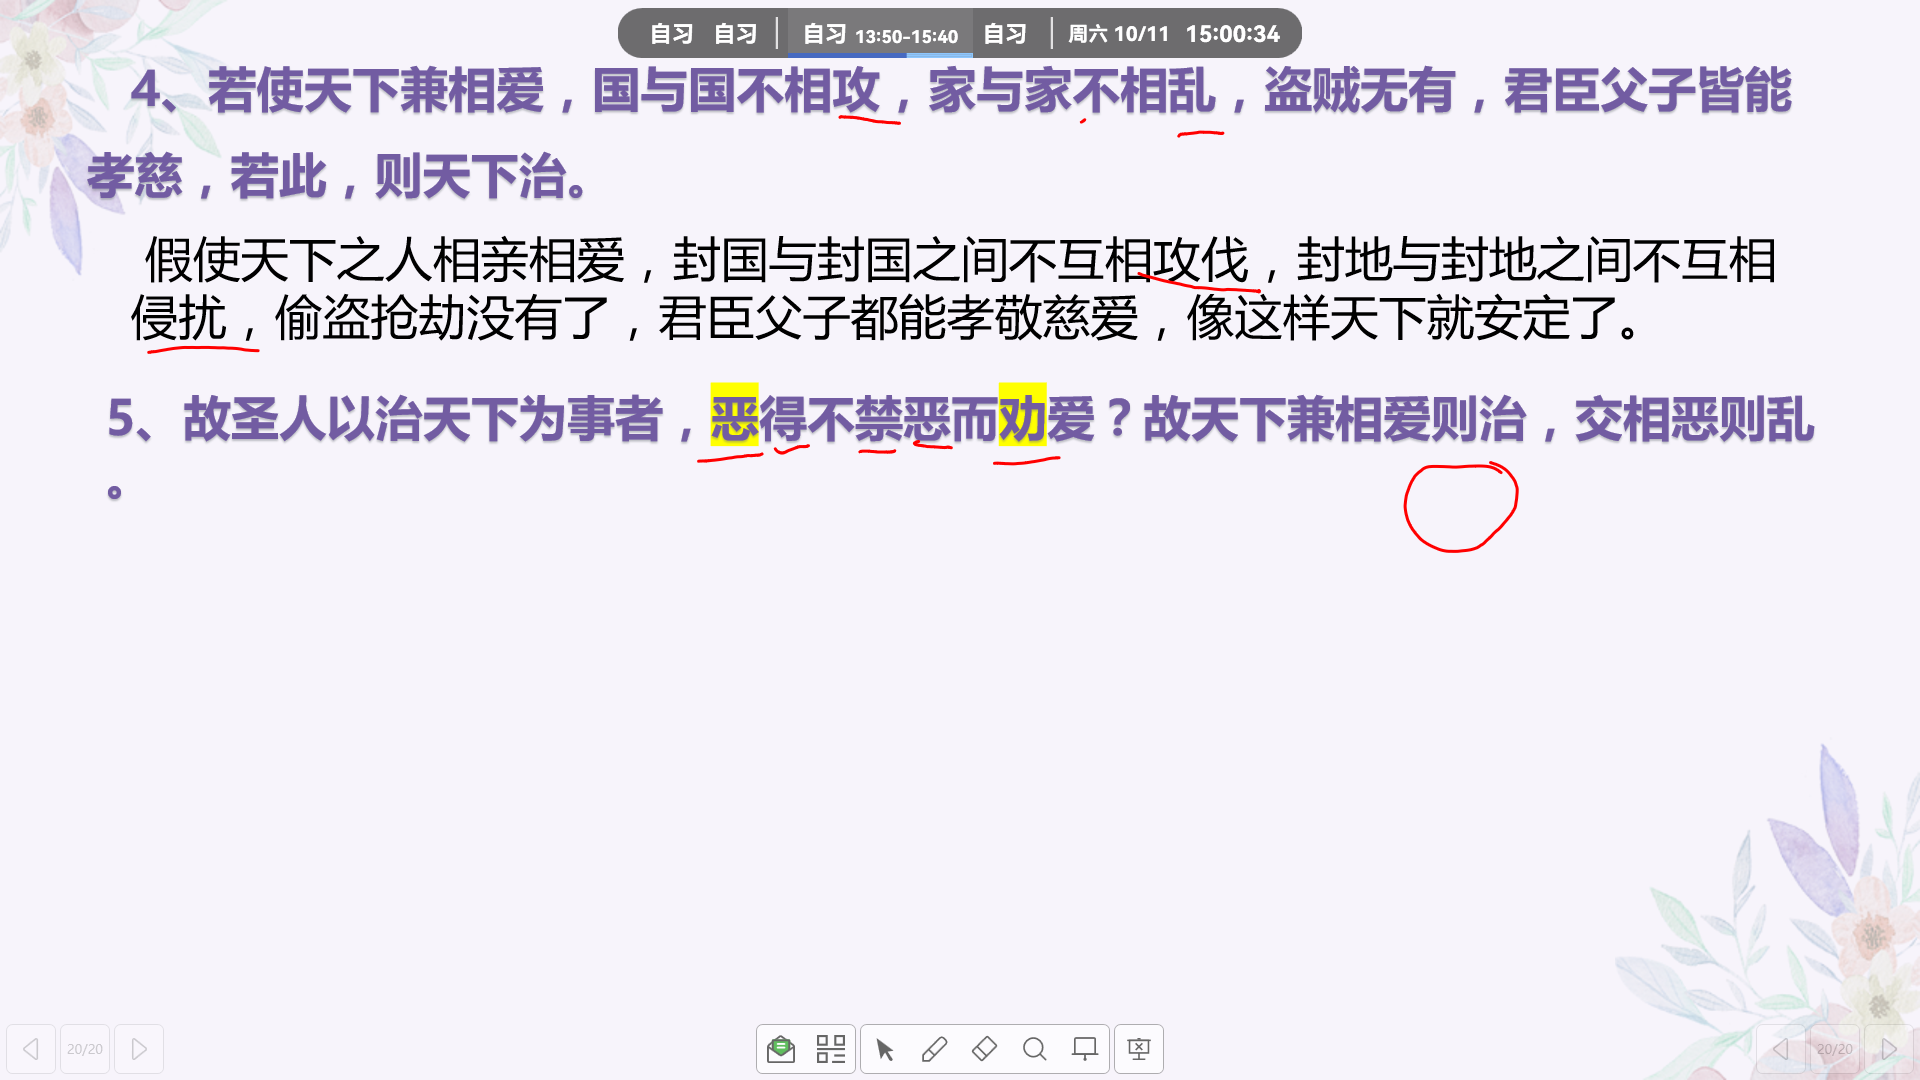 自习 自习 自习 13:50-15:40 自习 周六 10/11 15:00:34
4、若使天下兼相爱，国与国不相攻，家与家不相乱，盗贼无有，君臣父子皆能
孝慈，若此，则天下治。
假使天下之人相亲相爱，封国与封国之间不互相攻伐，封地与封地之间不互相
侵扰，偷盗抢劫没有了，君臣父子都能孝敬慈爱，像这样天下就安定了。
5、故圣人以治天下为事者，恶得不禁恶而劝爱？故天下兼相爱则治，交相恶则乱
。
20/20
20/20